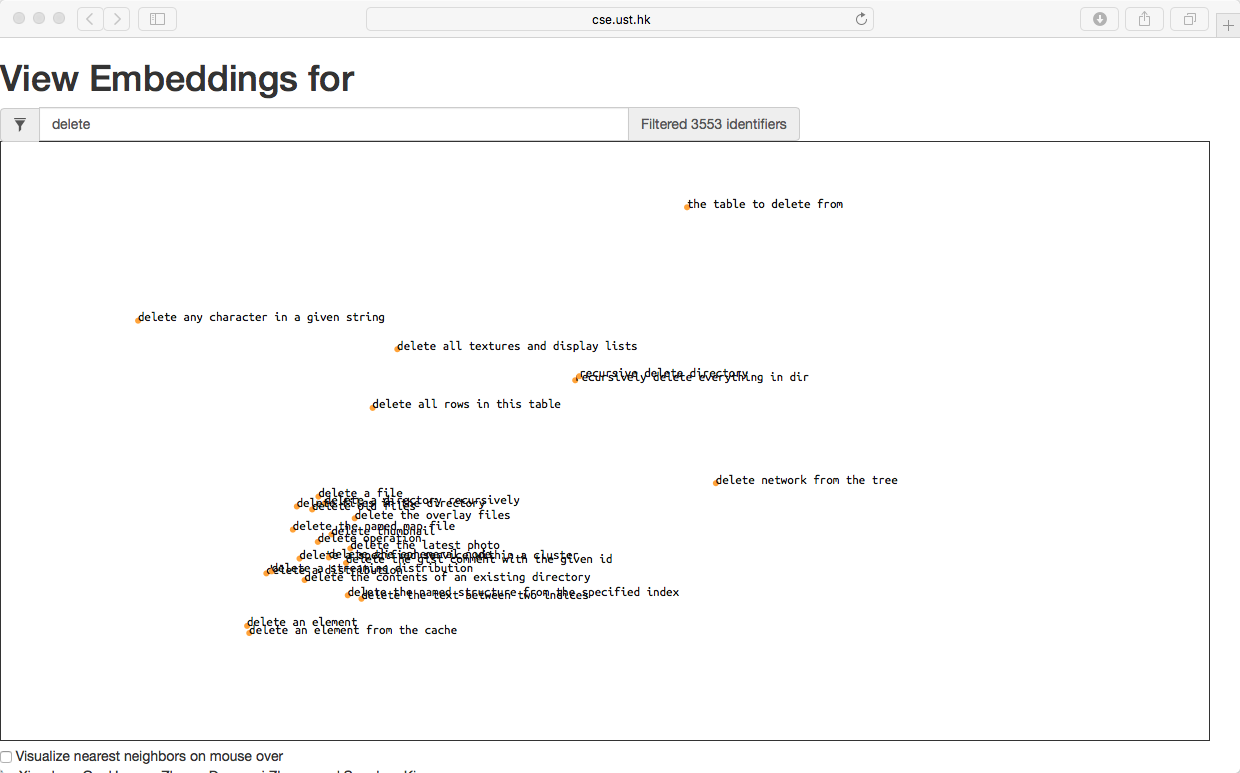 cse.ust.hk
View Embeddings for
delete
Filtered 3553 identifiers
the table to delete from
delete any character in a given string
delete all textures and display lists
recursive delete directory
recursively delete everything in dir
delete all rows in this table
delete network from the tree
delete a file
delete a directory recursively
delete files in the directory
delete old files
delete the overlay files
delete the named map file
delete thumbnail
delete operation
delete the latest photo
delete the ephemeral node
delete the gist comment with the given id
delete a streaming distribution
delete a distribution
delete the contents of an existing directory
delete the named structure from the specified index
delete the text between two indices
delete an element
delete an element from the cache
Visualize nearest neighbors on mouse over